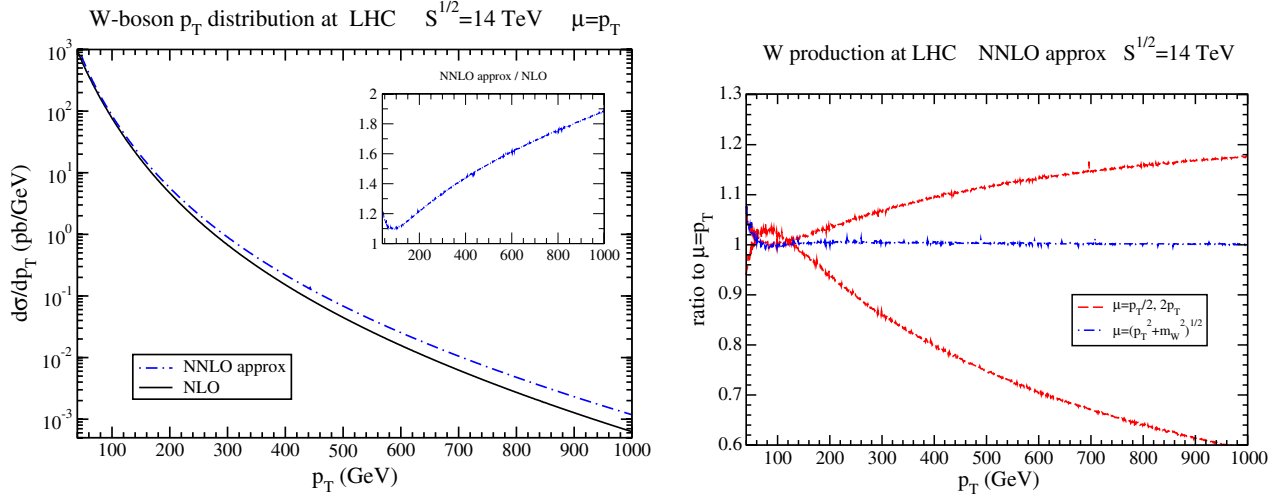 W-boson p_T distribution at LHC S^1/2=14 TeV μ=p_T
10^3
10^2
10^1
10^0
10^-1
10^-2
10^-3
dσ/dp_T (pb/GeV)
NNLO approx / NLO
2
1.8
1.6
1.4
1.2
1
200 400 600 800 1000
NNLO approx
NLO
100 200 300 400 500 600 700 800 900 1000
p_T (GeV)
W production at LHC NNLO approx S^1/2=14 TeV
1.3
1.2
1.1
1
0.9
0.8
0.7
0.6
ratio to μ=p_T
μ=p_T/2, 2p_T
μ=(p_T^2+m_W^2)^1/2
100 200 300 400 500 600 700 800 900 1000
p_T (GeV)